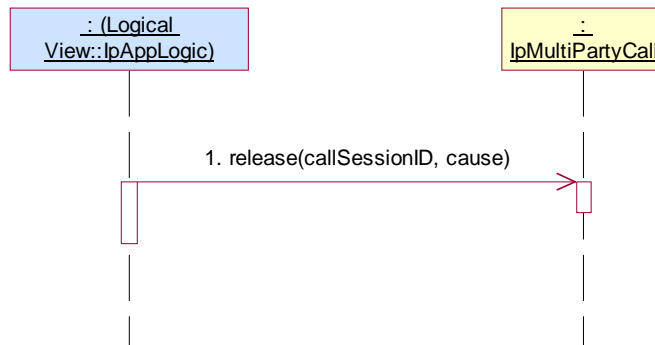 : (Logical
View::IpAppLogic)
:
IpMultiPartyCall
1. release(callSessionID, cause)